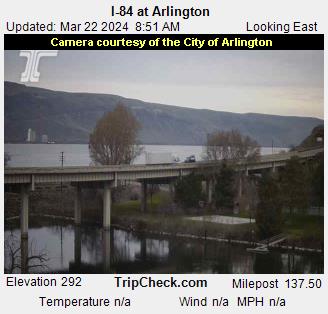 I-84 at Arlington
Updated: Mar 22 2024 8:51 AM Looking East
Camera courtesy of the City of Arlington
Elevation 292 TripCheck.com Milepost 137.50
Temperature n/a Wind n/a MPH n/a